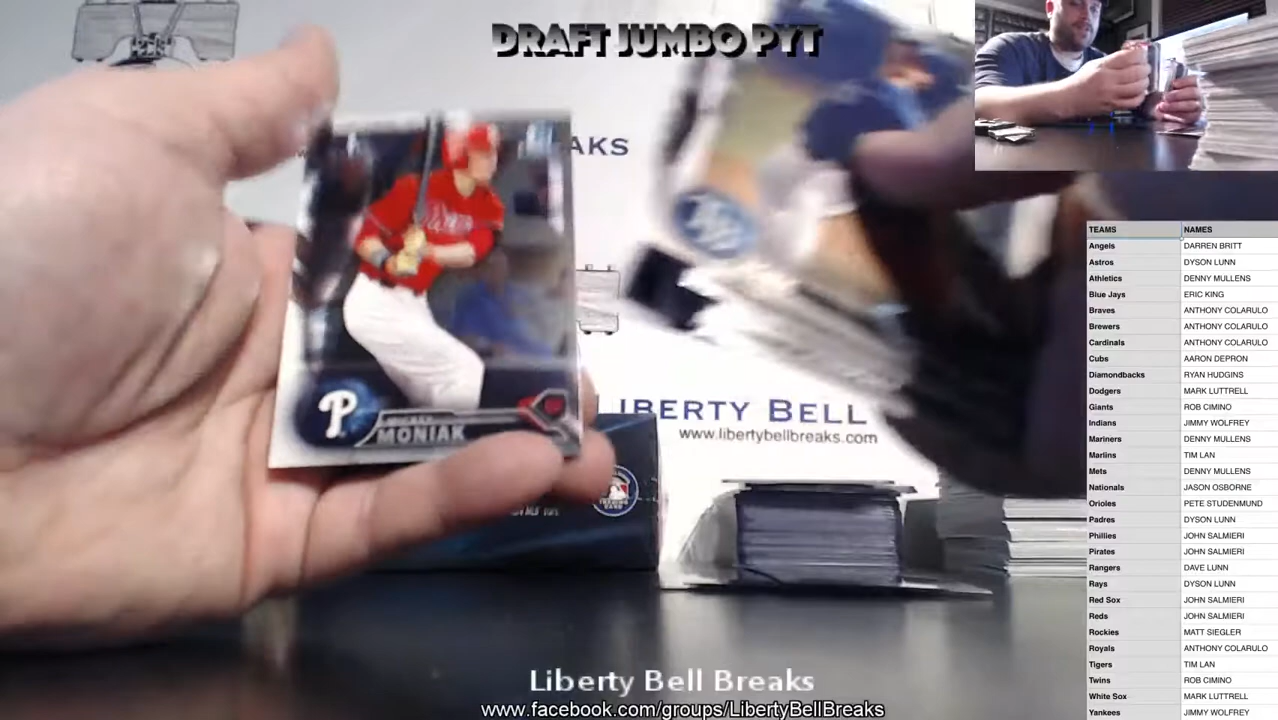 DRAFT JUMBO PYT
AKS
P
MONIAK
LIBERTY BELL
www.libertybellbreaks.com
Liberty Bell Breaks
www.facebook.com/groups/LibertyBellBreaks
TEAMS NAMES
Angels DARREN BRITT
Astros DYSON LUNN
Athletics DENNY MULLENS
Blue Jays ERIC KING
Braves ANTHONY COLARULO
Brewers ANTHONY COLARULO
Cardinals ANTHONY COLARULO
Cubs AARON DEPRON
Diamondbacks RYAN HUDGINS
Dodgers MARK LUTTRELL
Giants ROB CIMINO
Indians JIMMY WOLFREY
Mariners DENNY MULLENS
Marlins TIM LAN
Mets DENNY MULLENS
Nationals JASON OSBORNE
Orioles PETE STUDENMUND
Padres DYSON LUNN
Phillies JOHN SALMIERI
Pirates JOHN SALMIERI
Rangers DAVE LUNN
Rays DYSON LUNN
Red Sox JOHN SALMIERI
Reds JOHN SALMIERI
Rockies MATT SIEGLER
Royals ANTHONY COLARULO
Tigers TIM LAN
Twins ROB CIMINO
White Sox MARK LUTTRELL
Yankees JIMMY WOLFREY